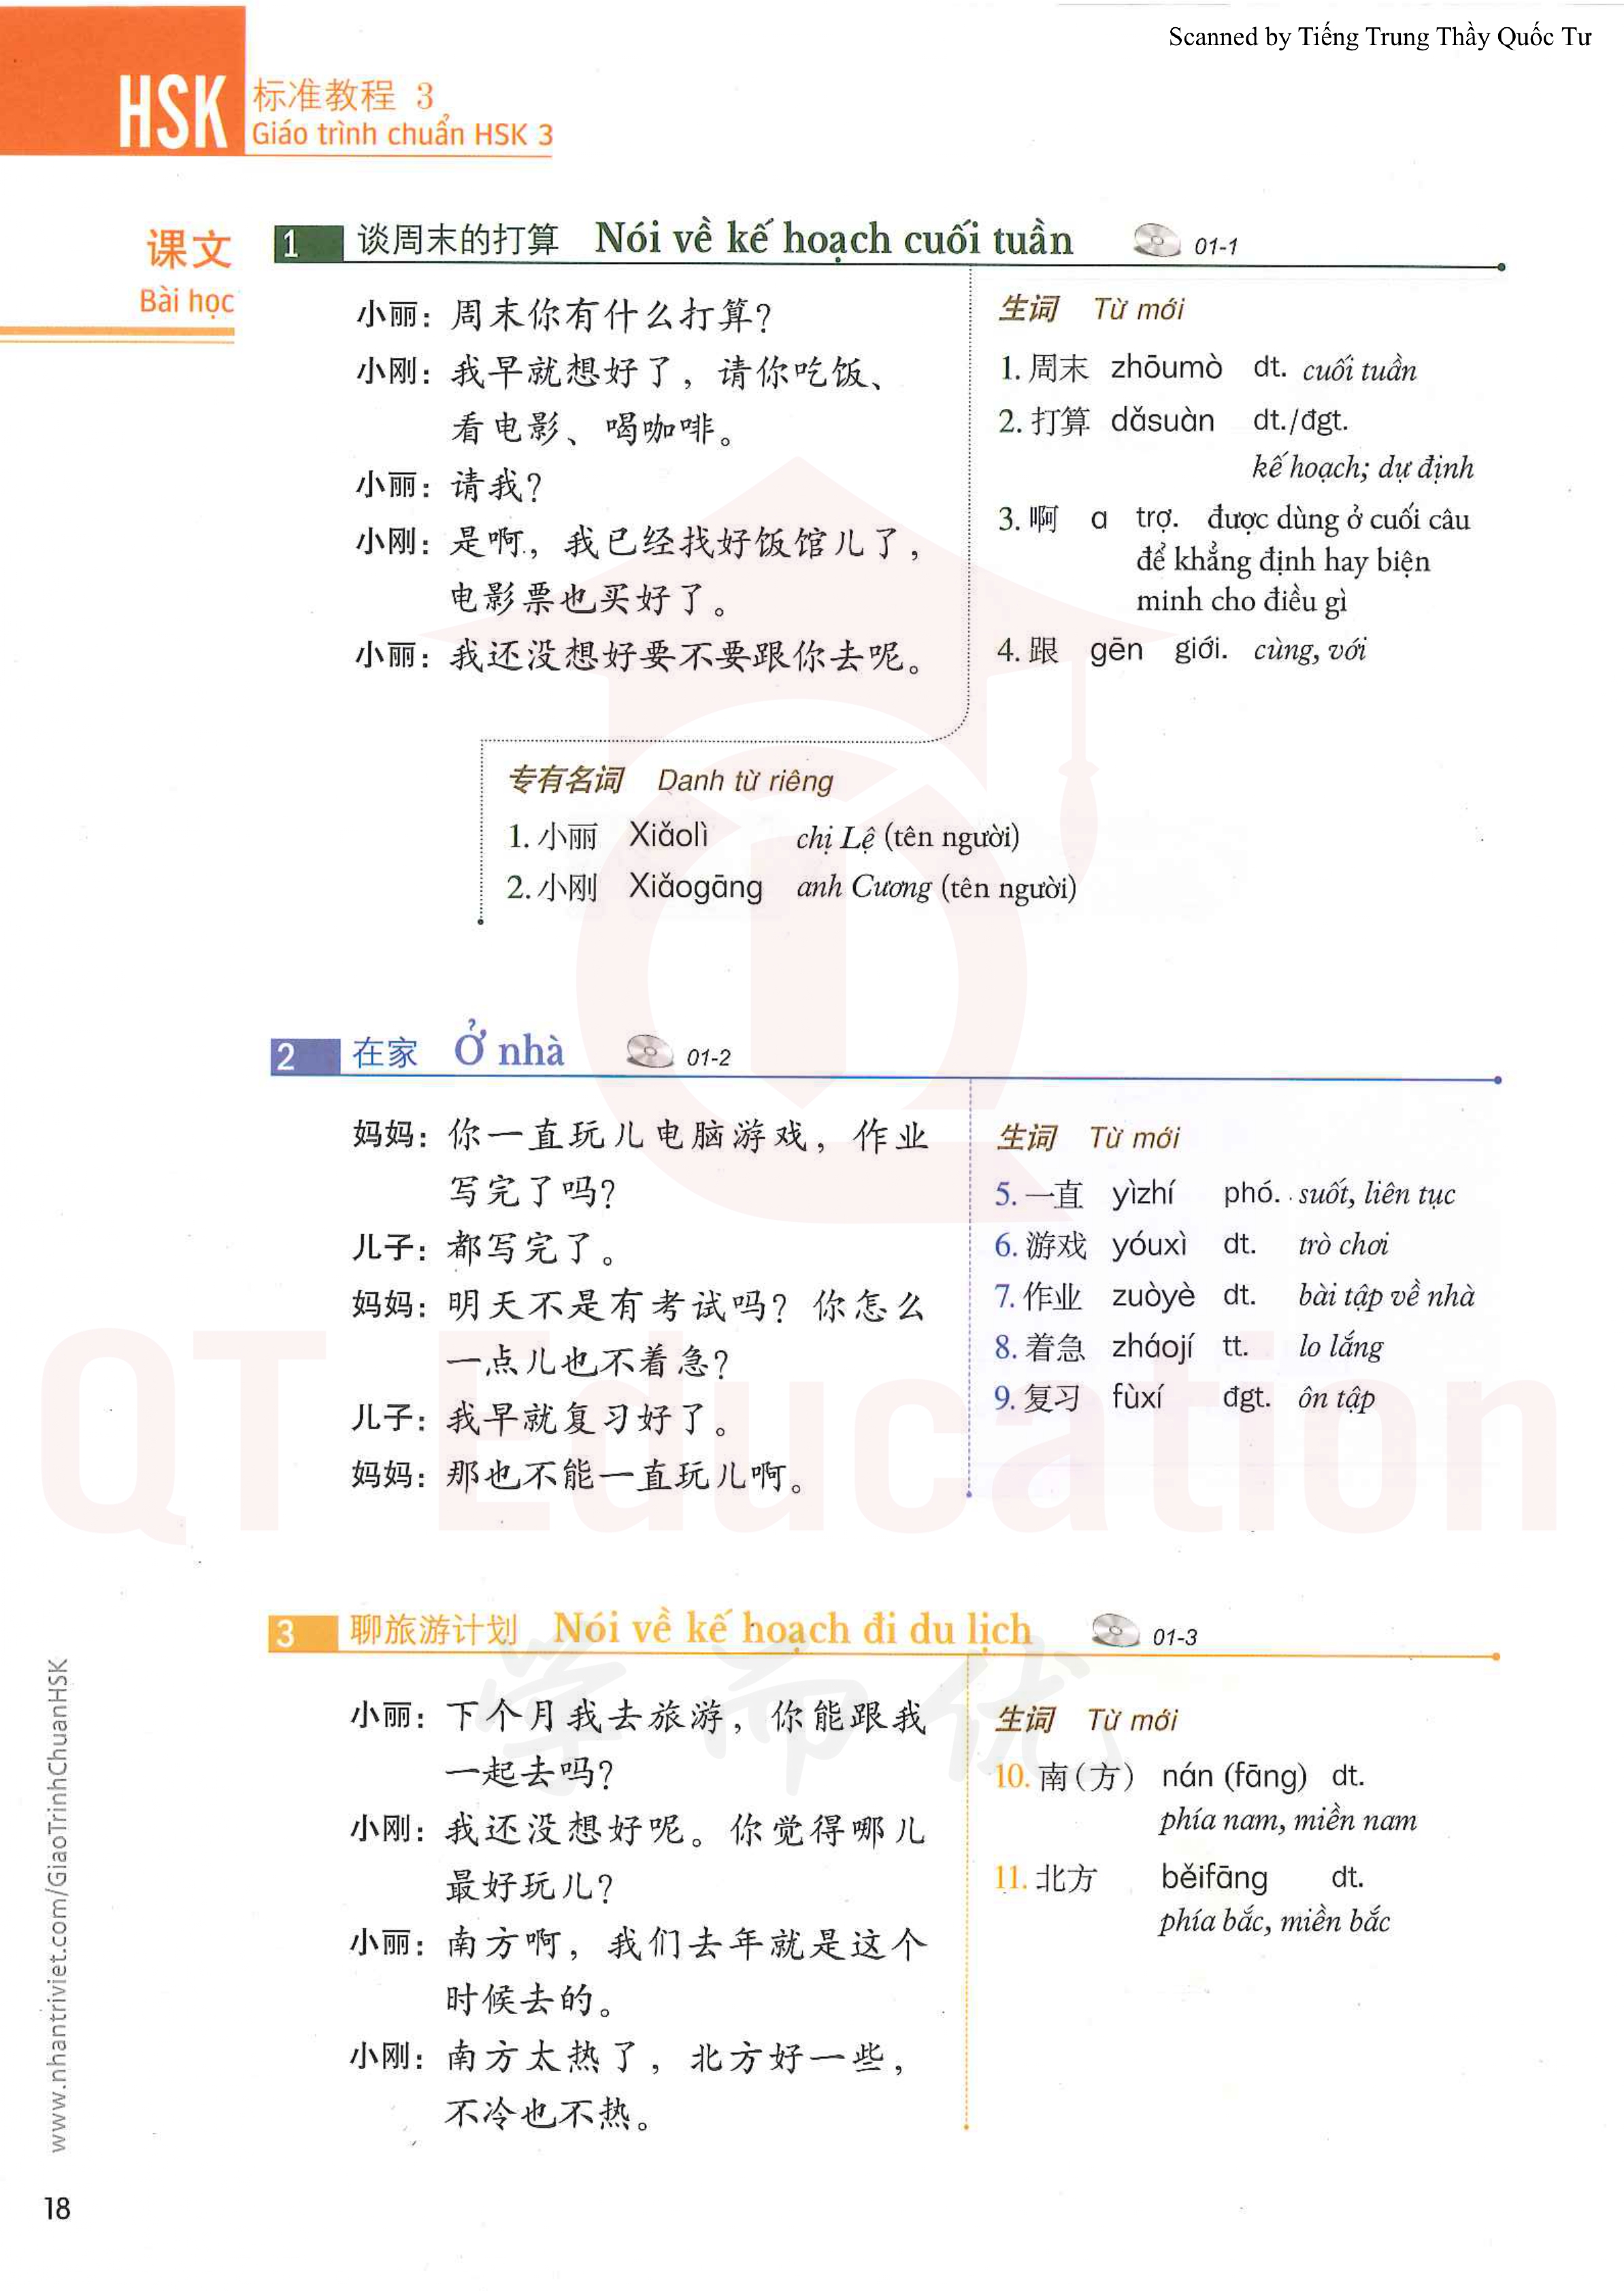 Scanned by Tiếng Trung Thầy Quốc Tư
HSK
标准教程 3
Giáo trình chuẩn HSK 3
课文
Bài học
1 谈周末的打算 Nói về kế hoạch cuối tuần 01-1
小丽：周末你有什么打算？
小刚：我早就想好了，请你吃饭、
看电影、喝咖啡。
小丽：请我？
小刚：是啊，我已经找好饭馆儿了，
电影票也买好了。
小丽：我还没想好要不要跟你去呢。
生词 Từ mới
1. 周末 zhōumò dt. cuối tuần
2. 打算 dǎsuàn dt./đgt.
kế hoạch; dự định
3. 啊 a trợ. được dùng ở cuối câu
để khẳng định hay biện
minh cho điều gì
4. 跟 gēn giới. cùng, với
专有名词 Danh từ riêng
1. 小丽 Xiǎolì chị Lệ (tên người)
2. 小刚 Xiǎogāng anh Cương (tên người)
2 在家 Ở nhà 01-2
妈妈：你一直玩儿电脑游戏，作业
写完了吗？
儿子：都写完了。
妈妈：明天不是有考试吗？你怎么
一点儿也不着急？
儿子：我早就复习好了。
妈妈：那也不能一直玩儿啊。
生词 Từ mới
5. 一直 yìzhí phó. suốt, liên tục
6. 游戏 yóuxì dt. trò chơi
7. 作业 zuòyè dt. bài tập về nhà
8. 着急 zháojí tt. lo lắng
9. 复习 fùxí đgt. ôn tập
QT Education
3 聊旅游计划 Nói về kế hoạch đi du lịch 01-3
学而优
小丽：下个月我去旅游，你能跟我
一起去吗？
小刚：我还没想好呢。你觉得哪儿
最好玩儿？
小丽：南方啊，我们去年就是这个
时候去的。
小刚：南方太热了，北方好一些，
不冷也不热。
生词 Từ mới
10. 南（方） nán (fāng) dt.
phía nam, miền nam
11. 北方 běifāng dt.
phía bắc, miền bắc
www.nhantriviet.com/GiaoTrinhChuanHSK
18